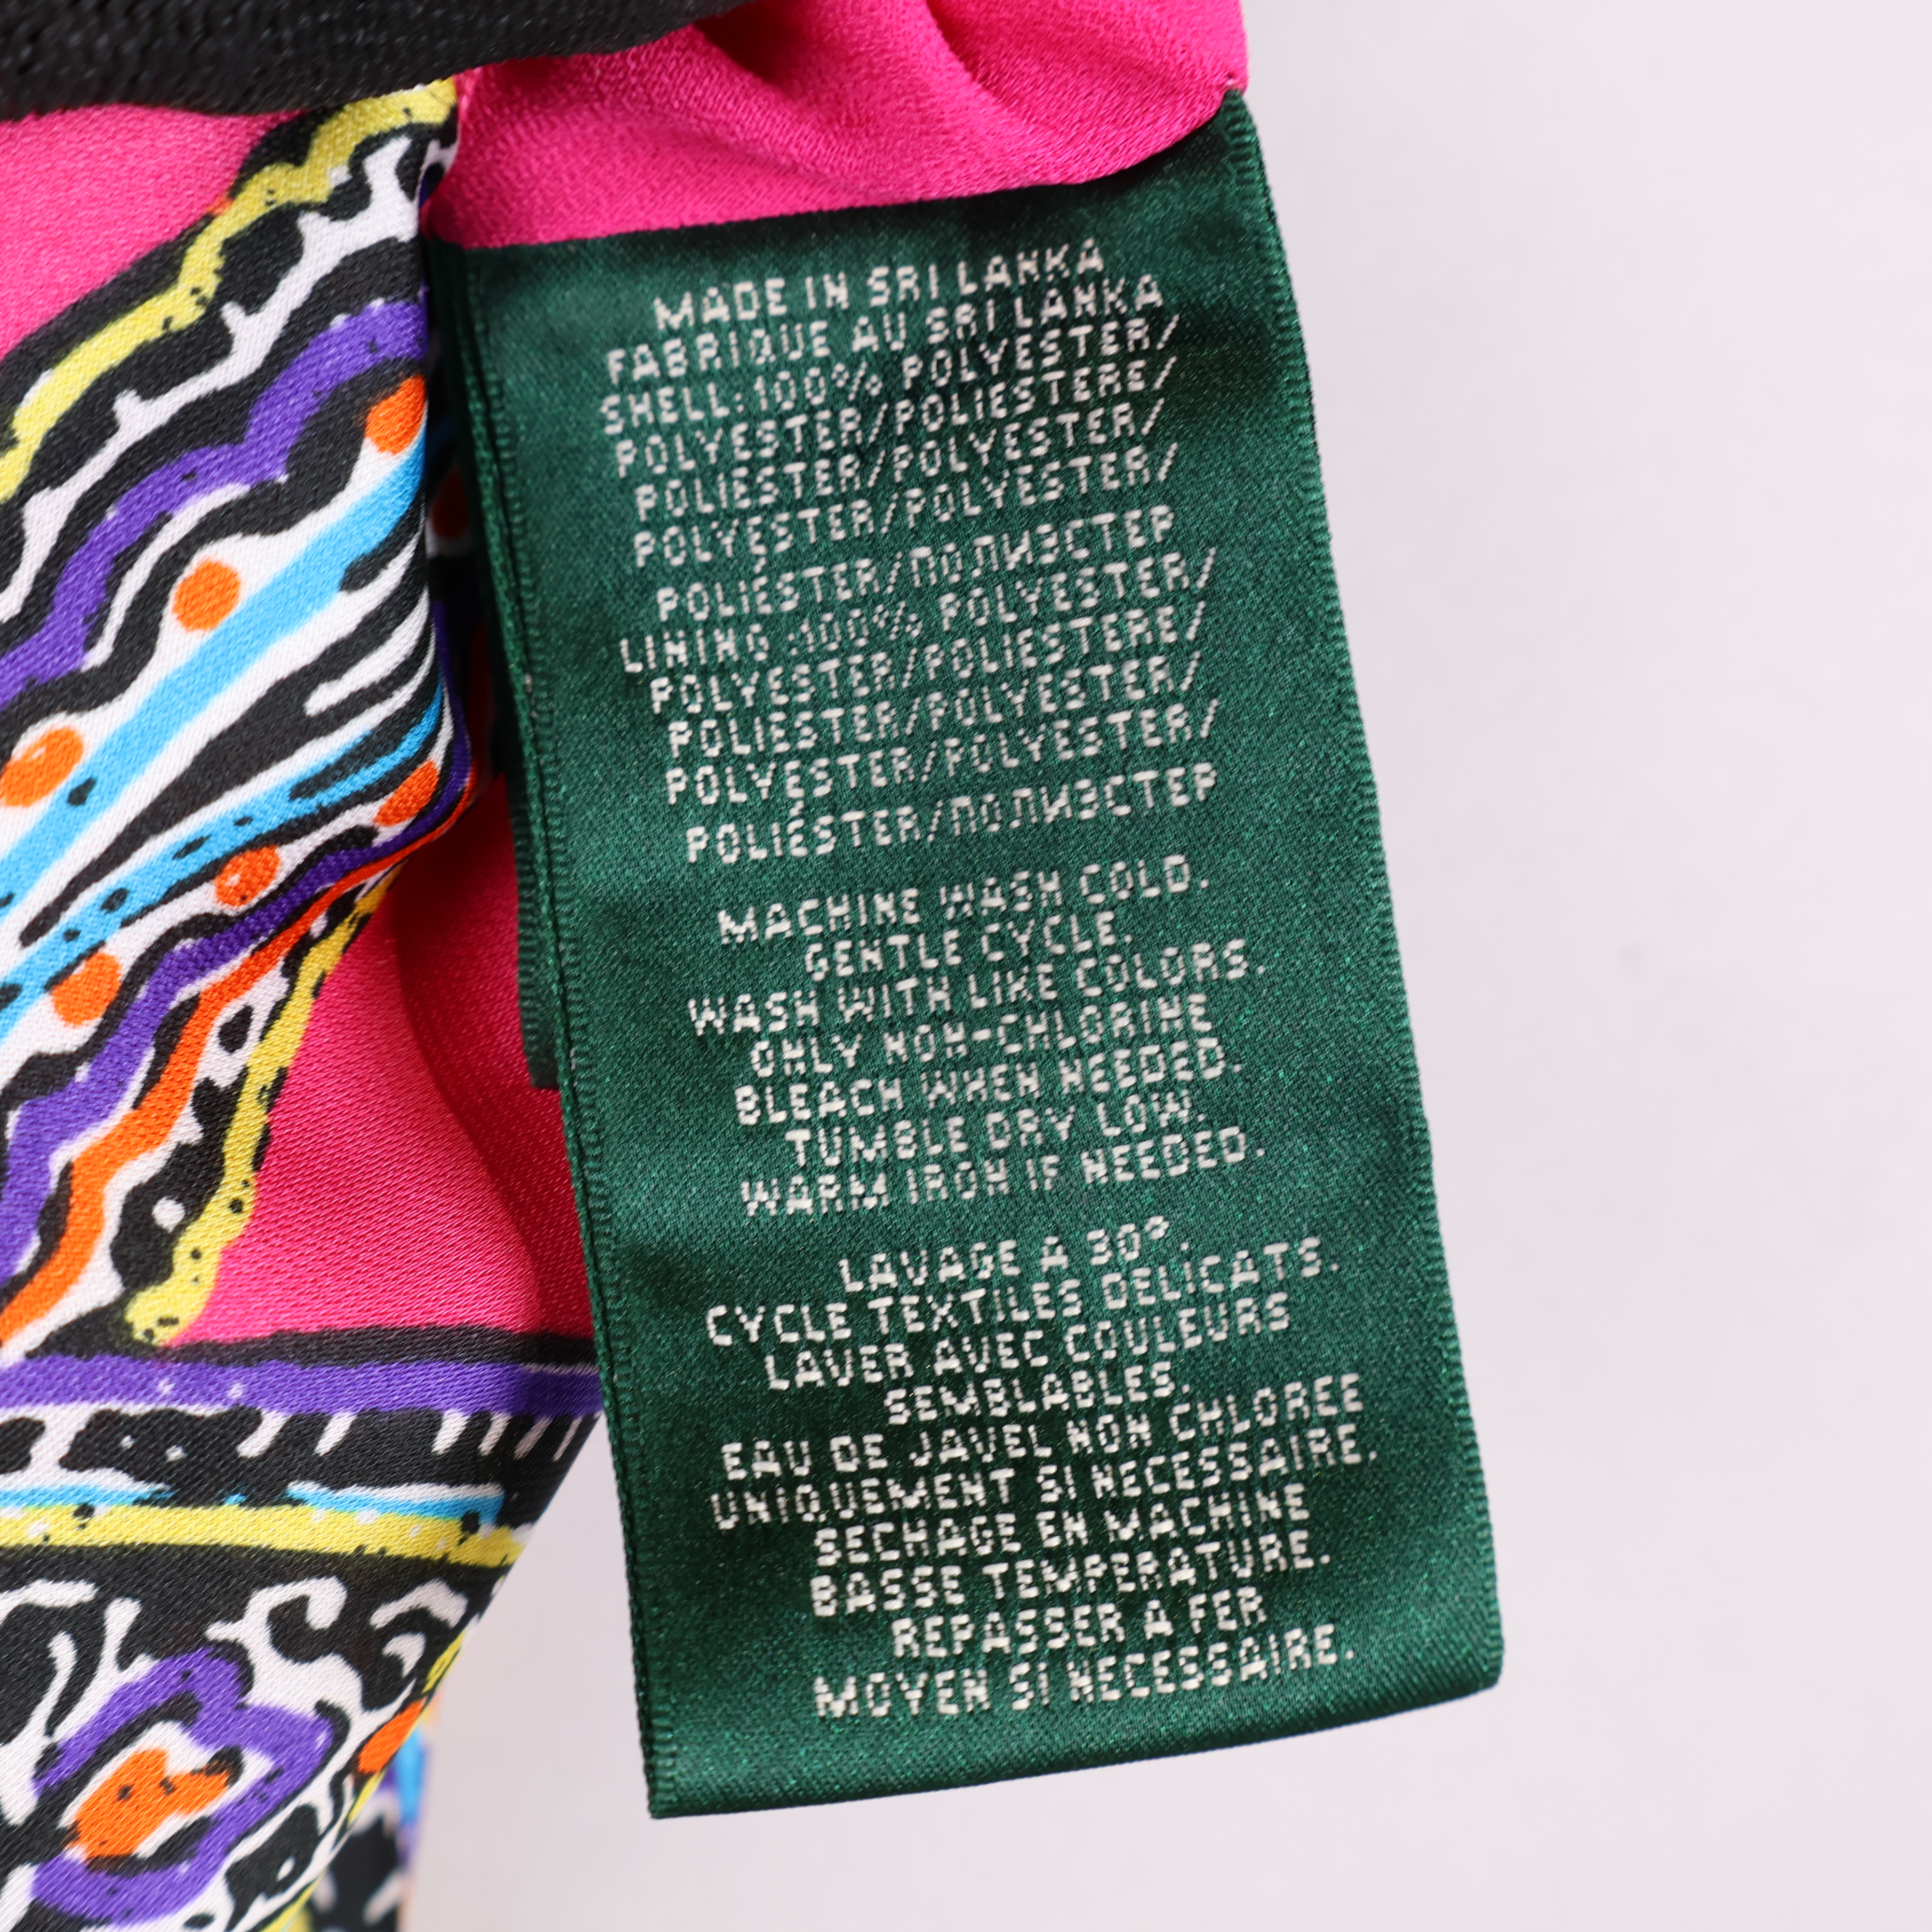 MADE IN SRI LANKA
FABRIQUE AU SRI LANKA
SHELL: 100% POLYESTER/
POLYESTER/POLIESTERE/
POLIESTER/POLYESTER/
POLYESTER/POLYESTER/
POLIÉSTER/ПОЛИЭСТЕР
LINING :100% POLYESTER/
POLYESTER/POLIESTERE/
POLIESTER/POLYESTER/
POLYESTER/POLYESTER/
POLIÉSTER/ПОЛИЭСТЕР
MACHINE WASH COLD.
GENTLE CYCLE.
WASH WITH LIKE COLORS.
ONLY NON-CHLORINE
BLEACH WHEN NEEDED.
TUMBLE DRY LOW.
WARM IRON IF NEEDED.
LAVAGE A 30°
CYCLE TEXTILES DELICATS.
LAVER AVEC COULEURS
SEMBLABLES.
EAU DE JAVEL NON CHLOREE
UNIQUEMENT SI NECESSAIRE.
SECHAGE EN MACHINE
BASSE TEMPERATURE.
REPASSER A FER
MOYEN SI NECESSAIRE.